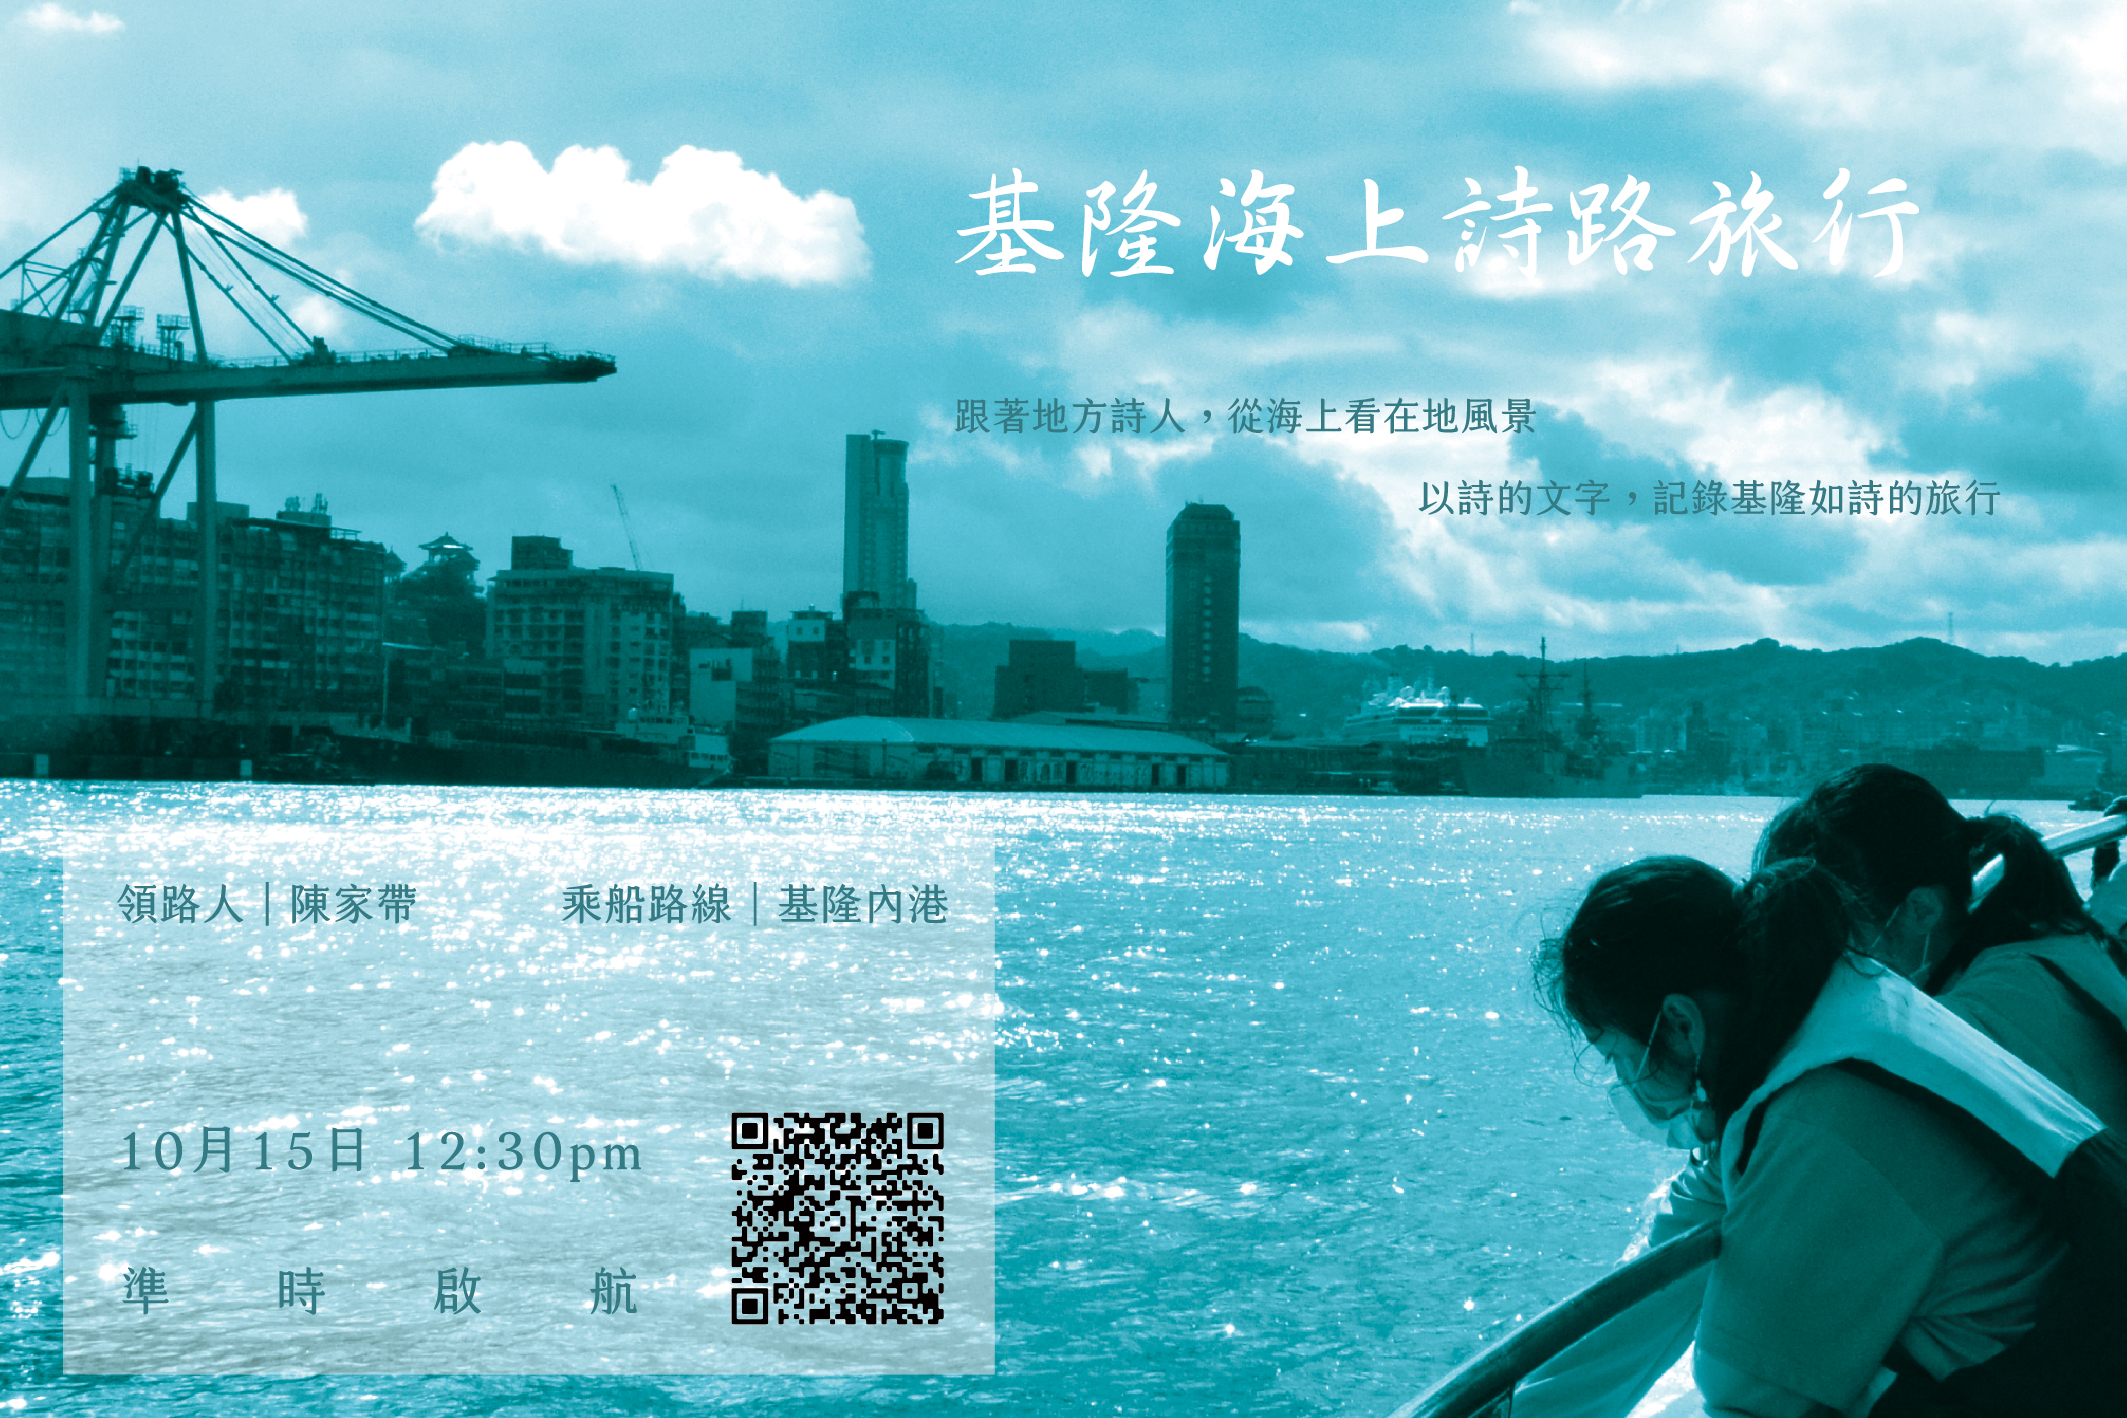 基隆海上詩路旅行
跟著地方詩人，從海上看在地風景
以詩的文字，記錄基隆如詩的旅行
領路人｜陳家帶
乘船路線｜基隆內港
10月15日 12:30pm
準時啟航